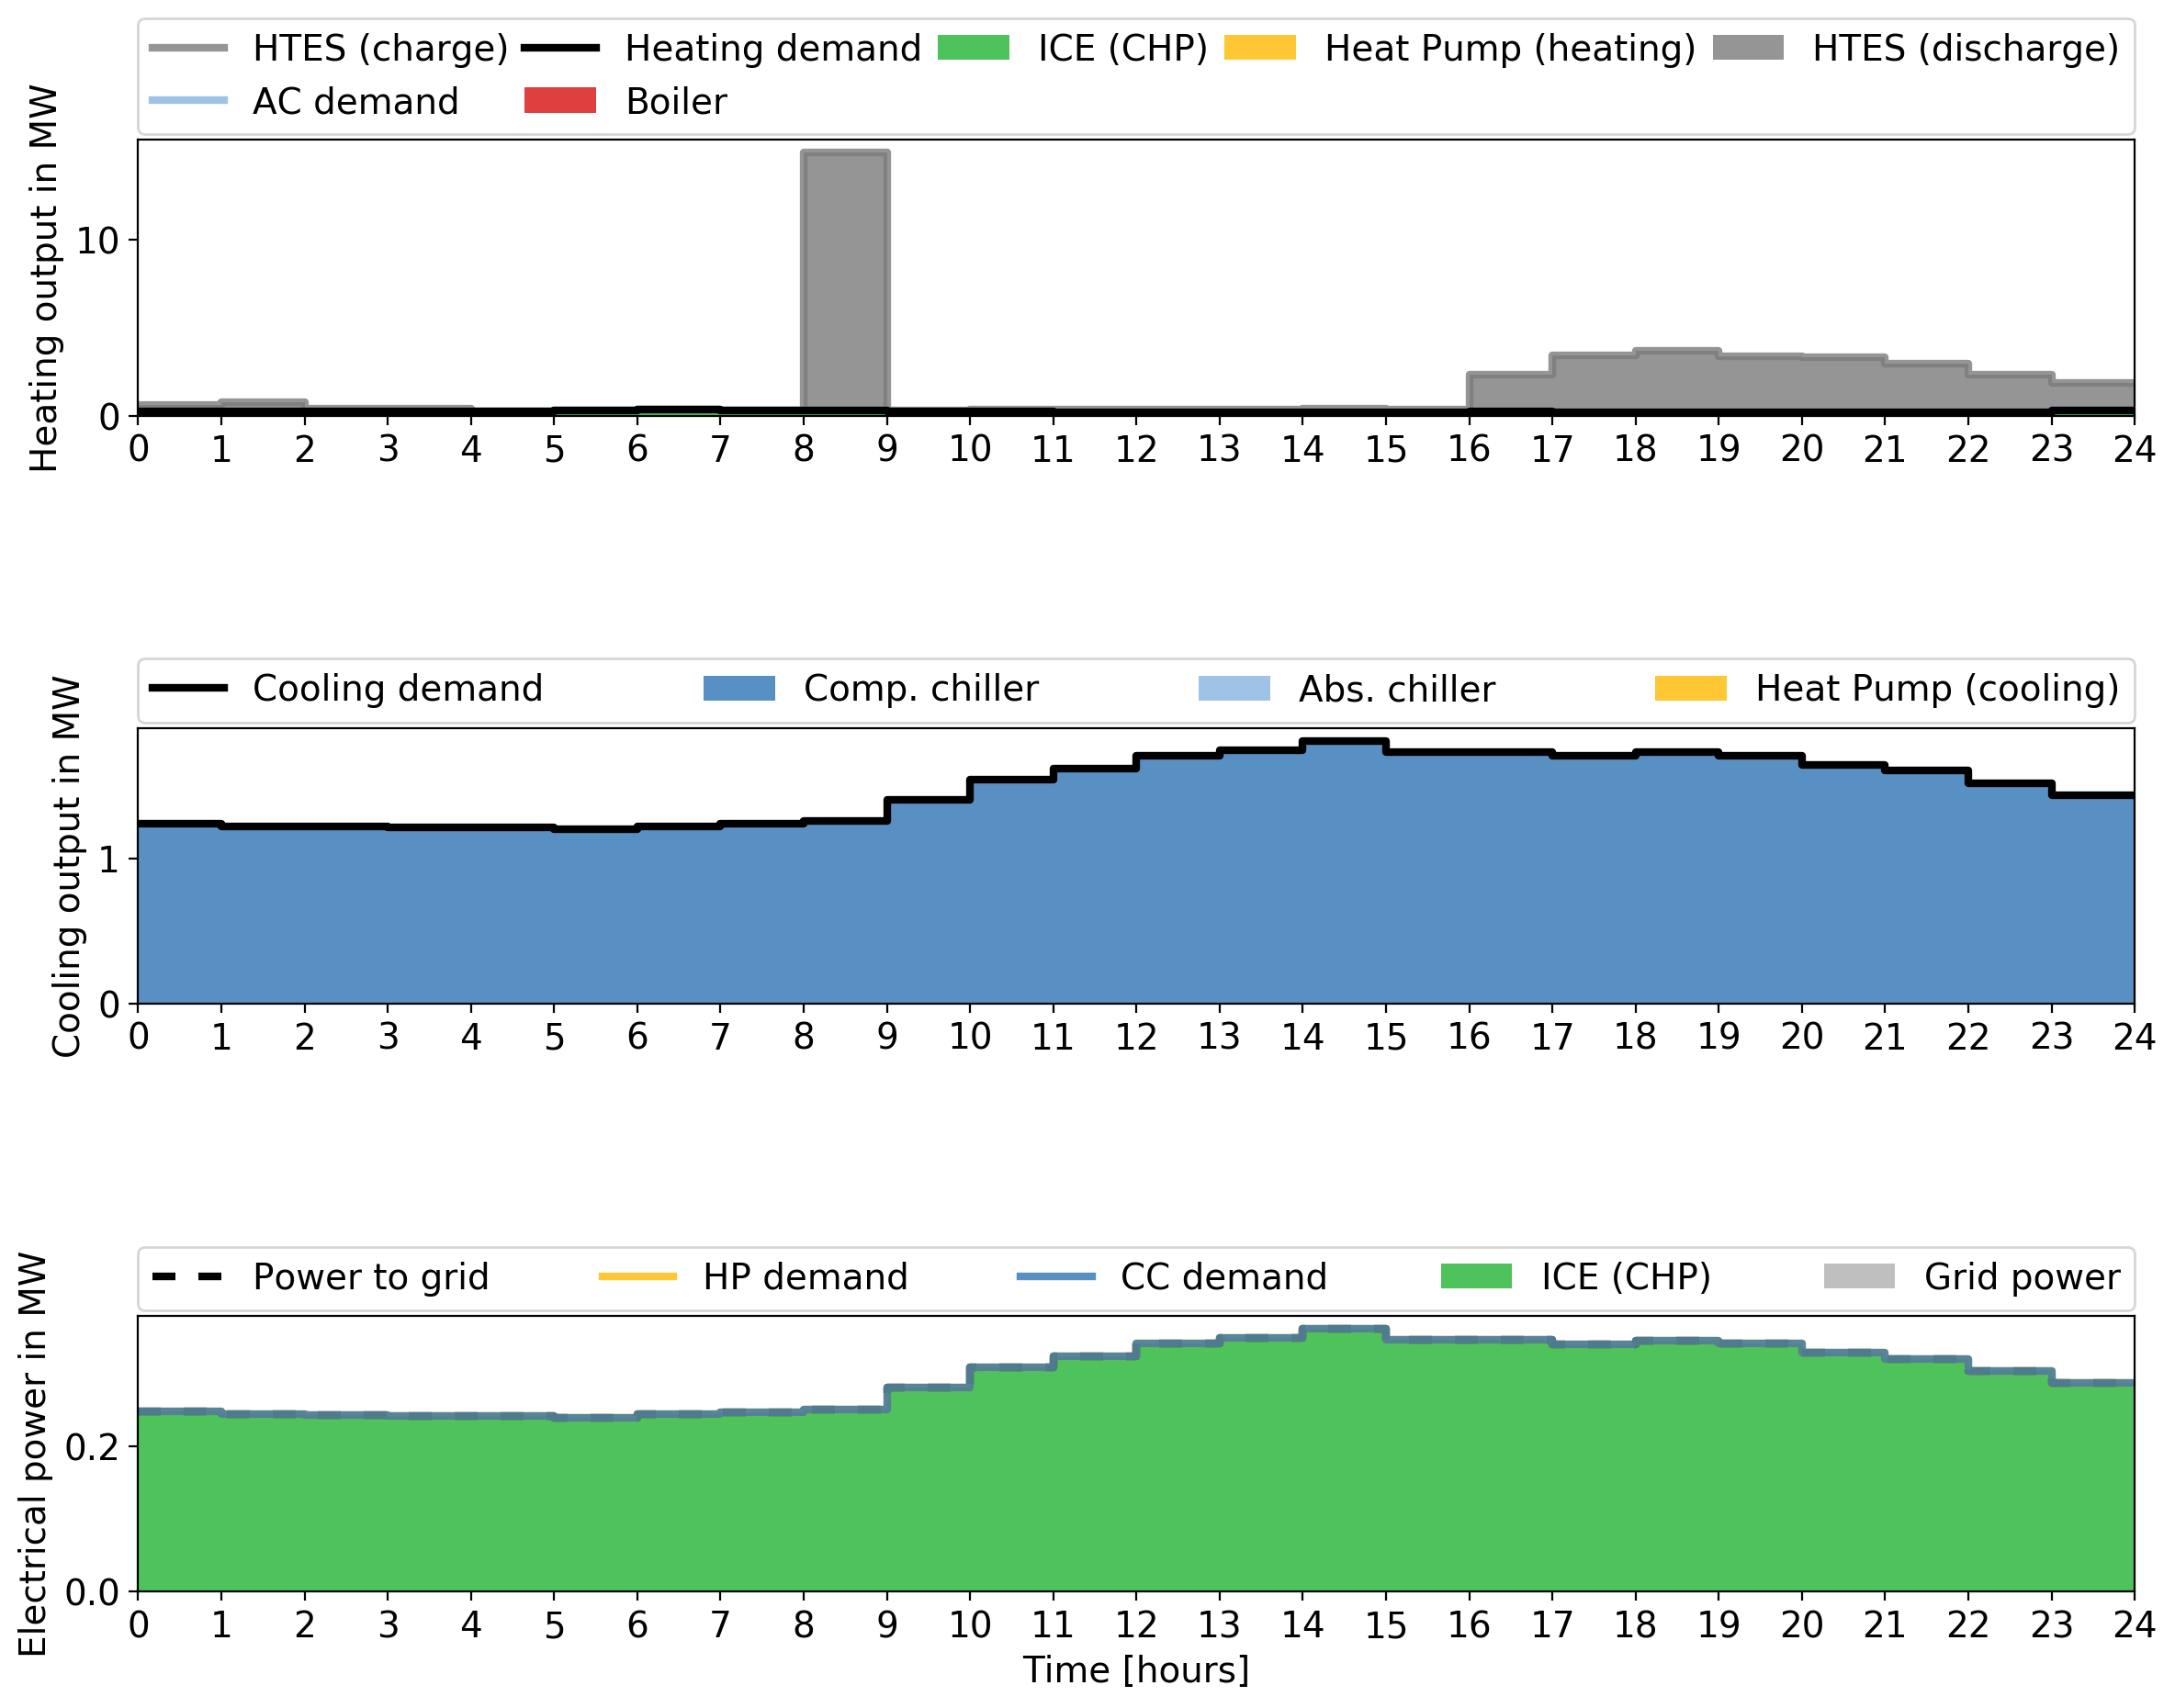 HTES (charge) Heating demand ICE (CHP) Heat Pump (heating) HTES (discharge)
AC demand Boiler
Heating output in MW
10
0
0 1 2 3 4 5 6 7 8 9 10 11 12 13 14 15 16 17 18 19 20 21 22 23 24
Cooling demand Comp. chiller Abs. chiller Heat Pump (cooling)
Cooling output in MW
1
0
0 1 2 3 4 5 6 7 8 9 10 11 12 13 14 15 16 17 18 19 20 21 22 23 24
Power to grid HP demand CC demand ICE (CHP) Grid power
Electrical power in MW
0.2
0.0
0 1 2 3 4 5 6 7 8 9 10 11 12 13 14 15 16 17 18 19 20 21 22 23 24
Time [hours]